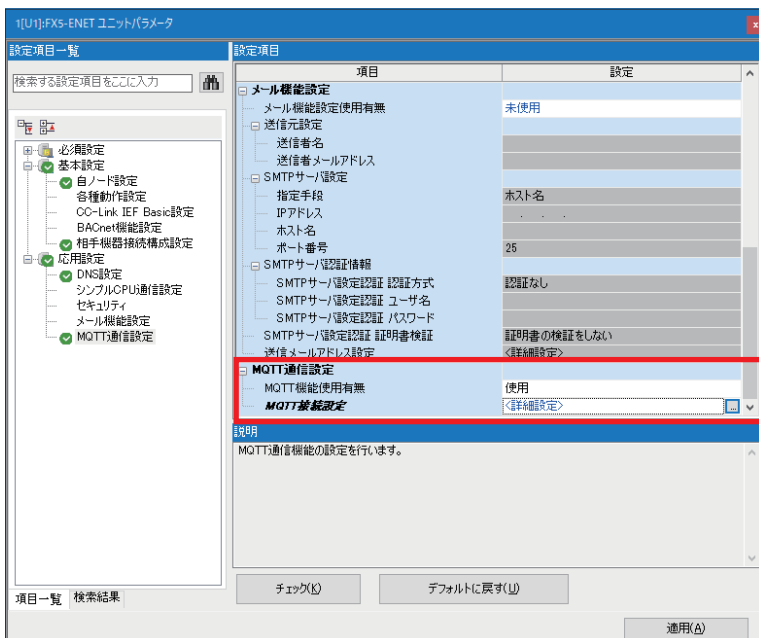 1[U1]:FX5-ENET ユニットパラメータ
設定項目一覧
検索する設定項目をここに入力
必須設定
基本設定
自ノード設定
各種動作設定
CC-Link IEF Basic設定
BACnet機能設定
相手機器接続構成設定
応用設定
DNS設定
シンプルCPU通信設定
セキュリティ
メール機能設定
MQTT通信設定
項目一覧 検索結果
設定項目
項目 設定
メール機能設定
メール機能設定使用有無 未使用
送信元設定
送信者名
送信者メールアドレス
SMTPサーバ設定
指定手段 ホスト名
IPアドレス . . .
ホスト名
ポート番号 25
SMTPサーバ認証情報
SMTPサーバ設定認証 認証方式 認証なし
SMTPサーバ設定認証 ユーザ名
SMTPサーバ設定認証 パスワード
SMTPサーバ設定認証 証明書検証 証明書の検証をしない
送信メールアドレス設定 <詳細設定>
MQTT通信設定
MQTT機能使用有無 使用
MQTT接続設定 <詳細設定> ...
説明
MQTT通信機能の設定を行います。
チェック(K) デフォルトに戻す(U)
適用(A)